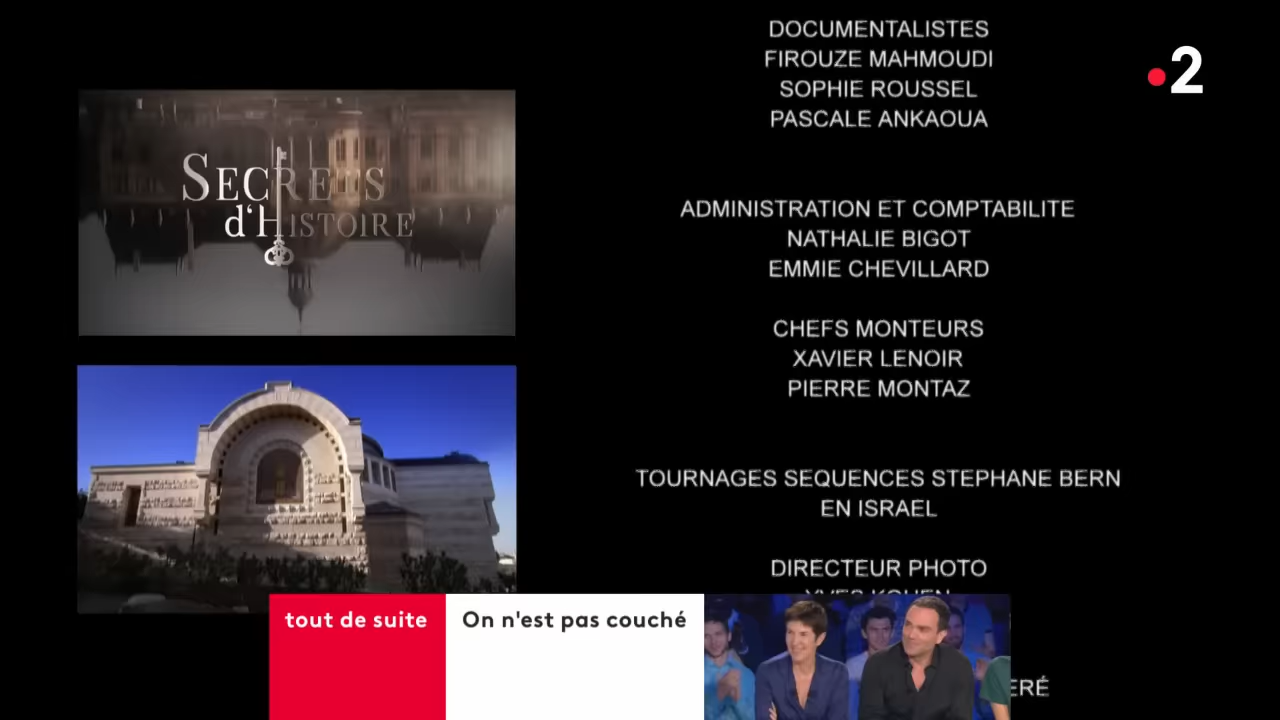 DOCUMENTALISTES
FIROUZE MAHMOUDI
SOPHIE ROUSSEL
PASCALE ANKAOUA
2
SECRETS
d'HISTOIRE
ADMINISTRATION ET COMPTABILITE
NATHALIE BIGOT
EMMIE CHEVILLARD
CHEFS MONTEURS
XAVIER LENOIR
PIERRE MONTAZ
TOURNAGES SEQUENCES STEPHANE BERN
EN ISRAEL
DIRECTEUR PHOTO
tout de suite
On n'est pas couché